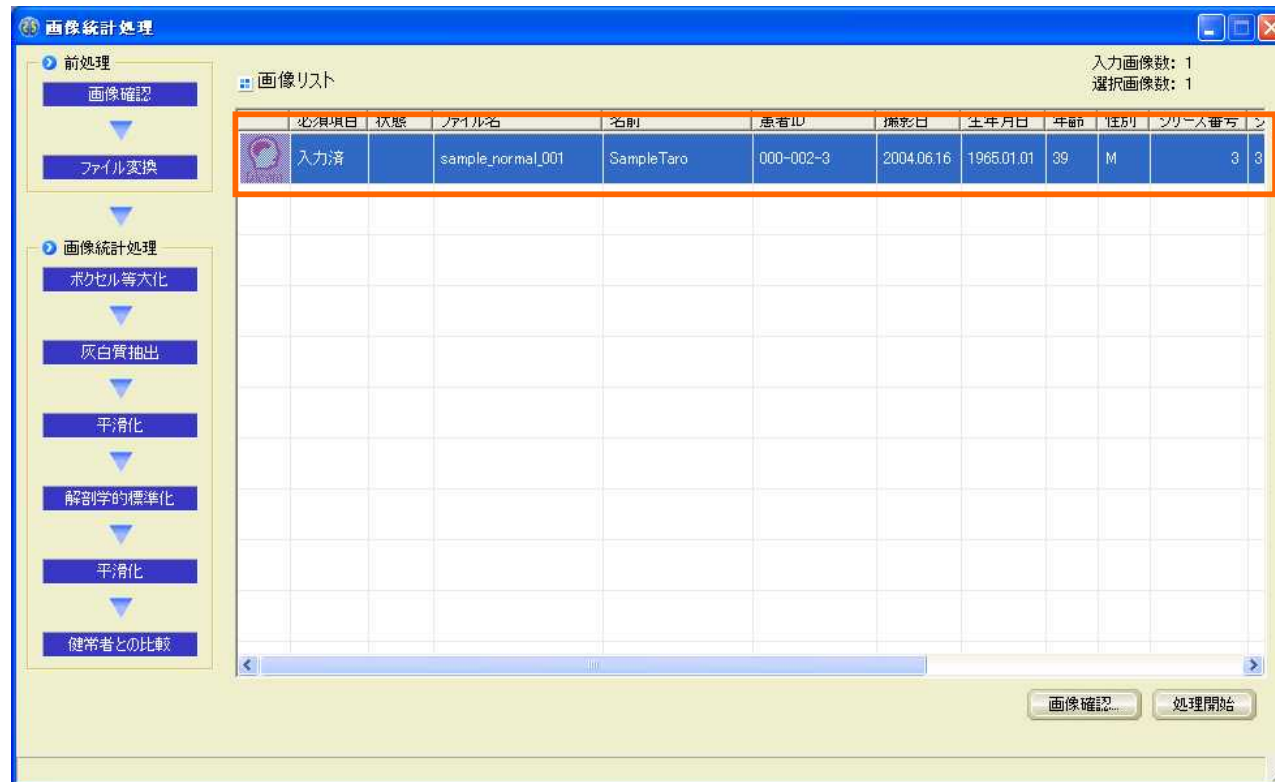 画像統計処理
前処理
画像確認
ファイル変換
画像統計処理
ボクセル等大化
灰白質抽出
平滑化
解剖学的標準化
平滑化
健常者との比較
画像リスト
入力画像数: 1
選択画像数: 1
必須項目 状態 ファイル名 名前 患者ID 撮影日 生年月日 年齢 性別 シリーズ番号
入力済 sample_normal_001 SampleTaro 000-002-3 2004.06.16 1965.01.01 39 M 3 3
画像確認... 処理開始